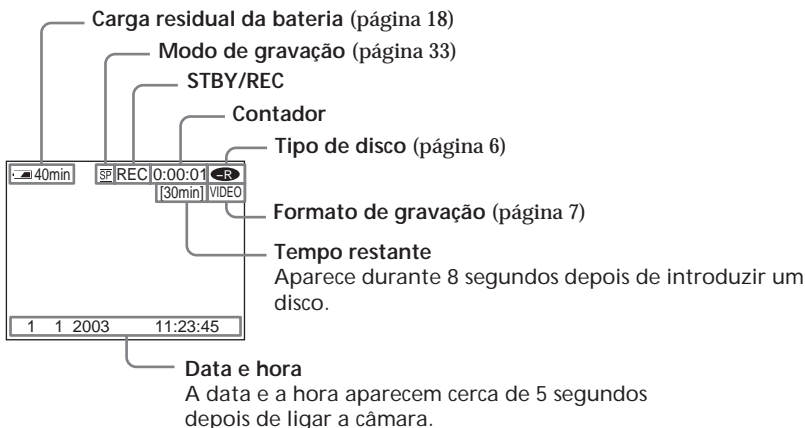 Carga residual da bateria (página 18)
Modo de gravação (página 33)
STBY/REC
Contador
Tipo de disco (página 6)
40min SP REC 0:00:01 -R
[30min] VIDEO
Formato de gravação (página 7)
Tempo restante
Aparece durante 8 segundos depois de introduzir um
disco.
1 1 2003 11:23:45
Data e hora
A data e a hora aparecem cerca de 5 segundos
depois de ligar a câmara.